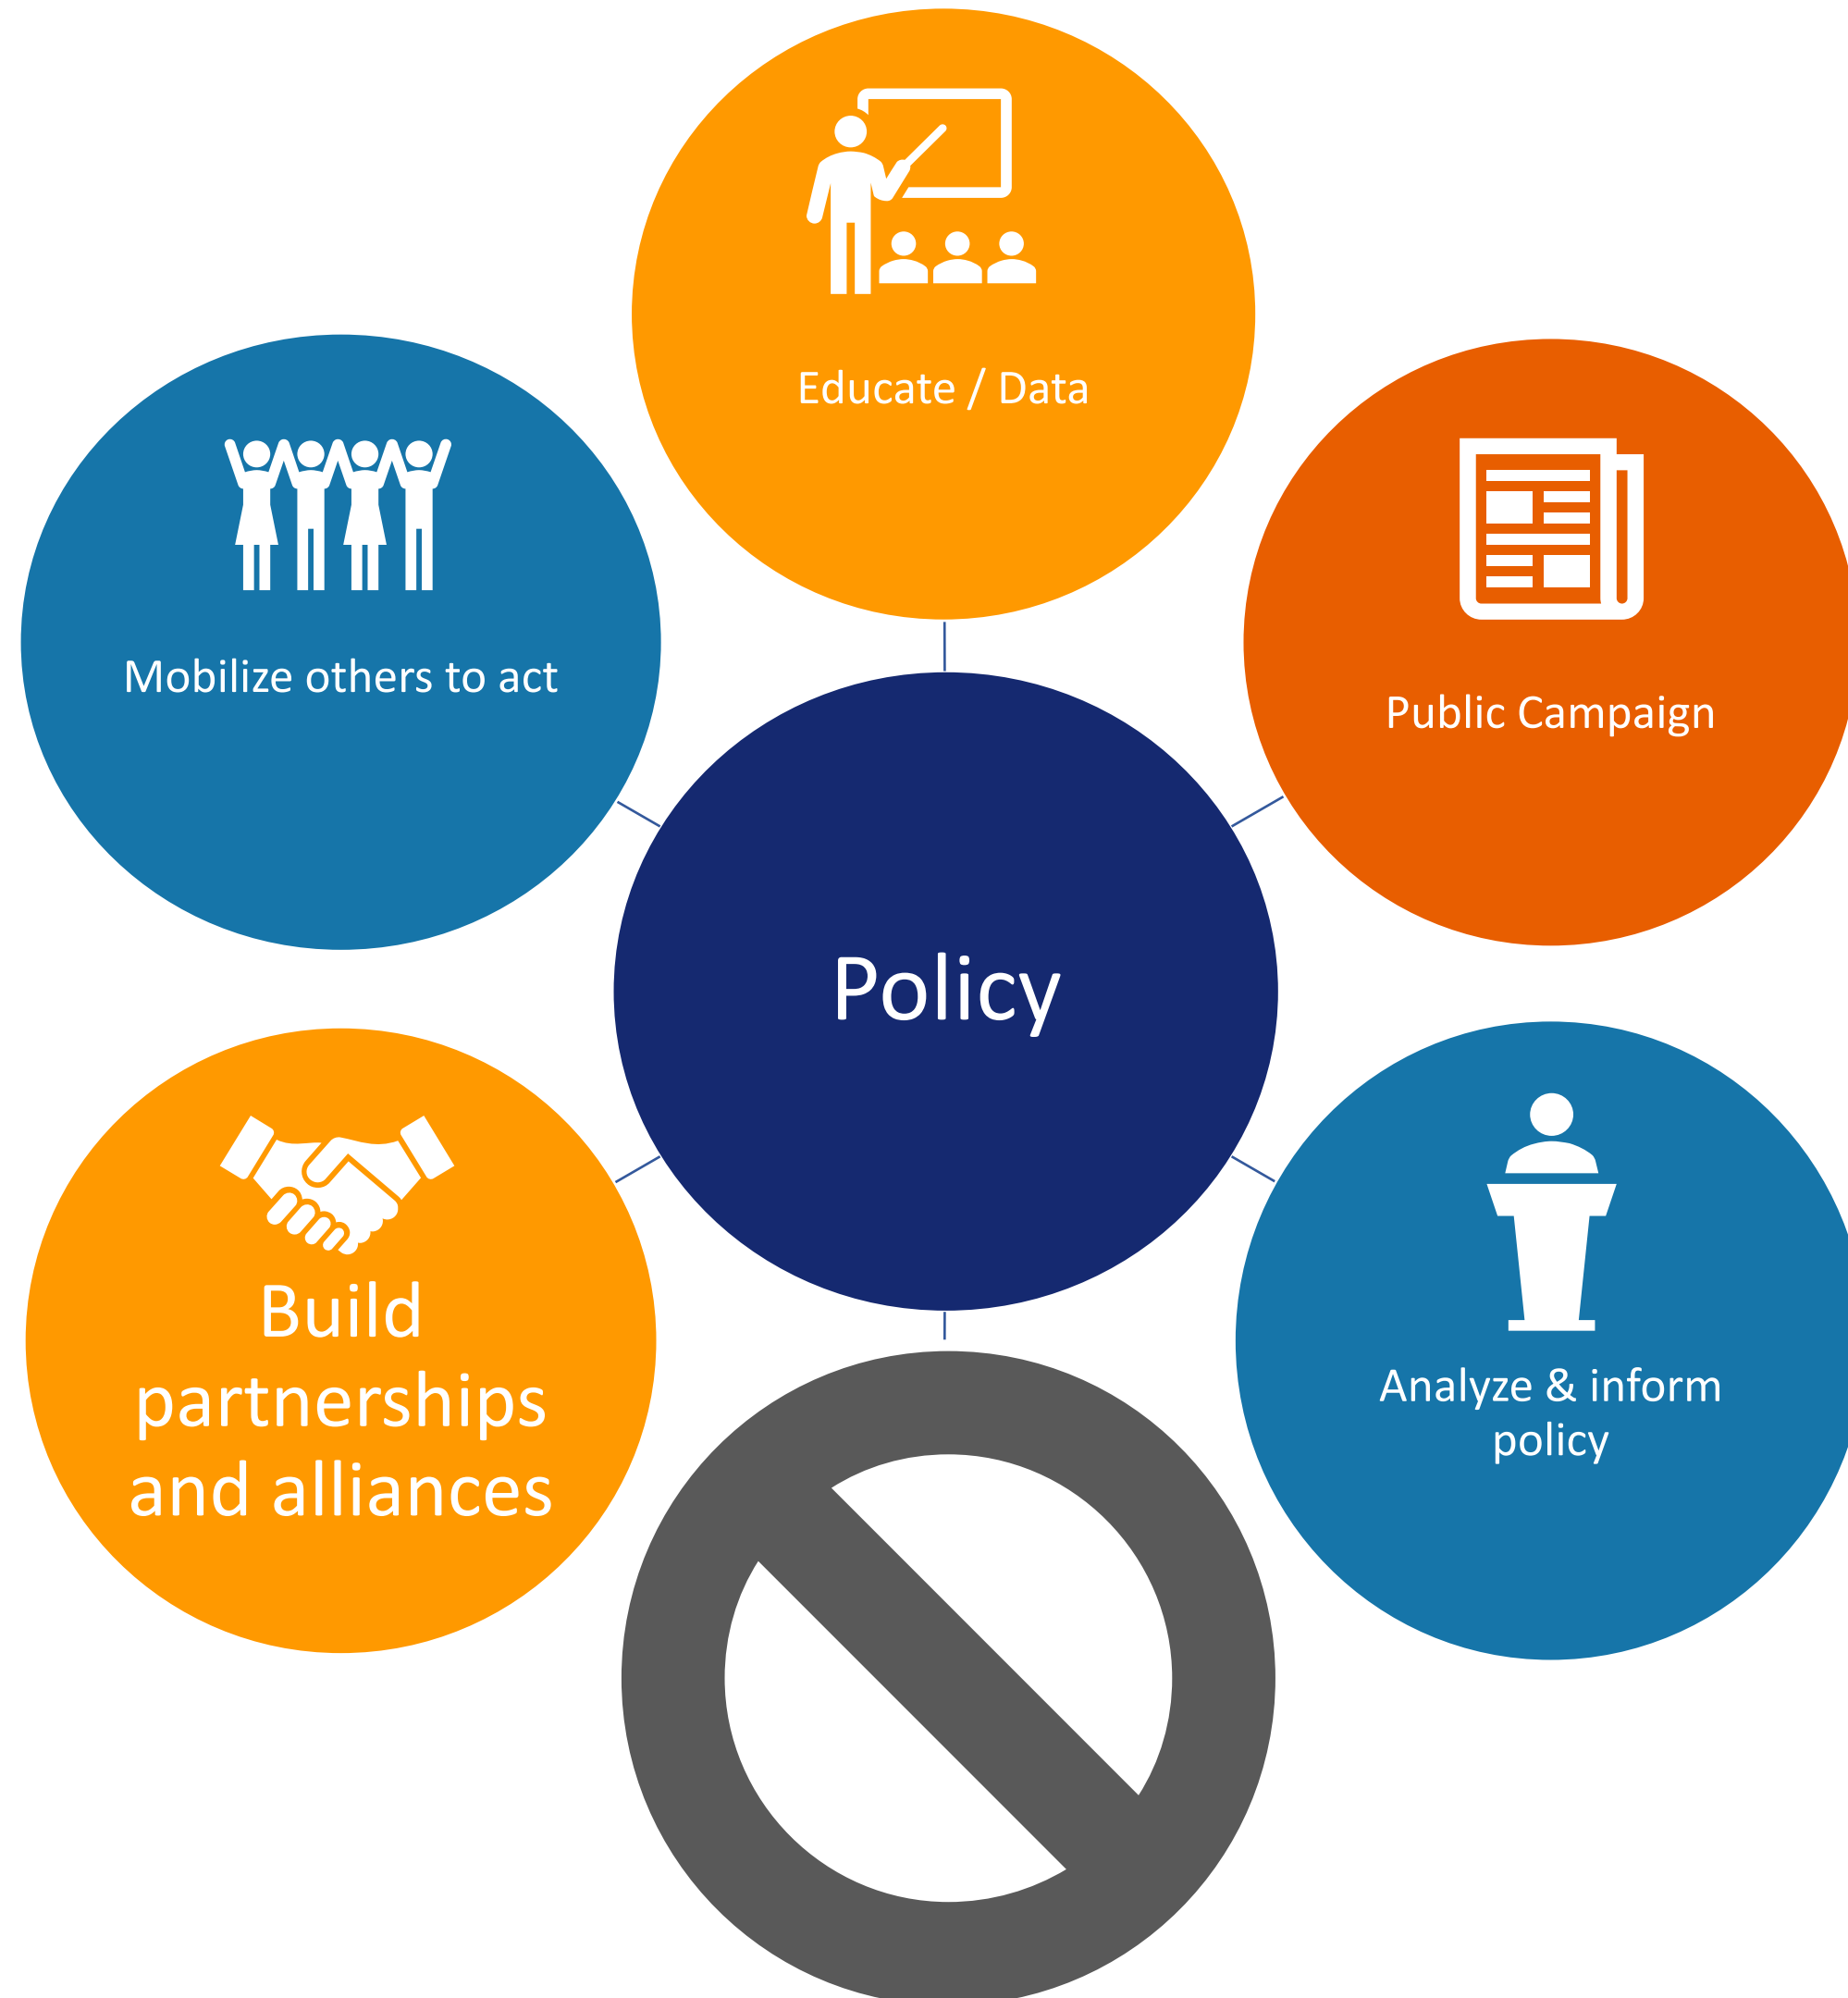 Educate / Data
Mobilize others to act
Public Campaign
Policy
Build
partnerships
and alliances
Analyze & inform
policy